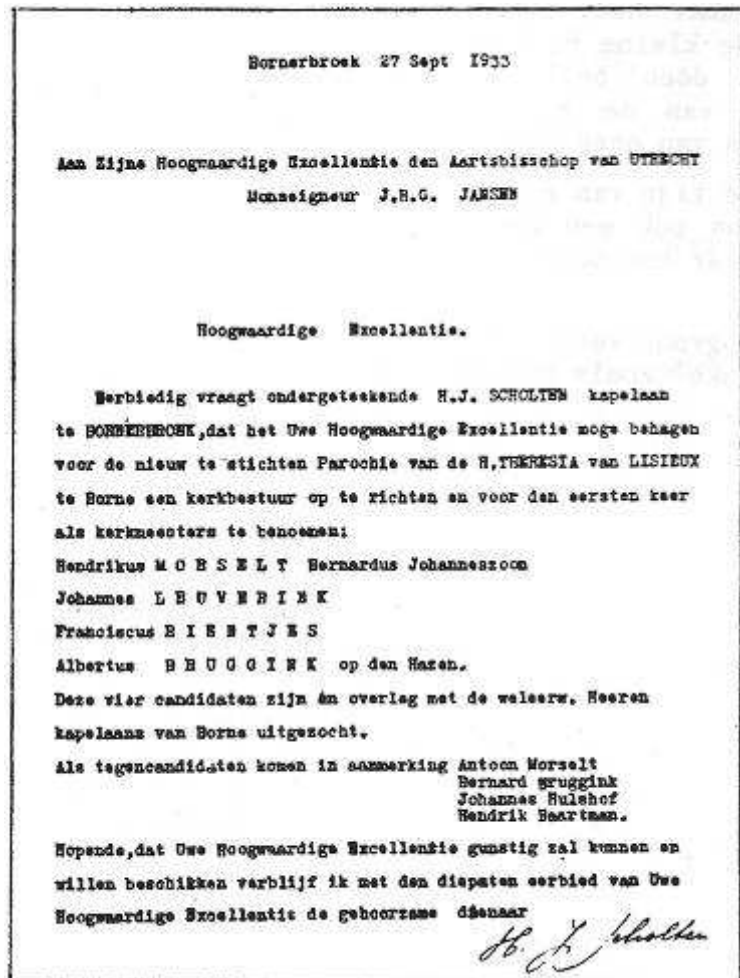 Bornerbroek 27 Sept 1933
Aan Zijne Hoogwaardige Excellentie den Aartsbisschop van UTRECHT
Monseigneur J.H.G. JANSEN
Hoogwaardige Excellentie.
Eerbiedig vraagt ondergeteekende H.J. SCHOLTEN kapelaan
te BORNERBROEK,dat het Uwe Hoogwaardige Excellentie moge behagen
voor de nieuw te stichten Parochie van de H.THERESIA van LISIEUX
te Borne een kerkbestuur op te richten en voor den eersten keer
als kerkmeesters te benoemen:
Hendrikus M O R S E L T Bernardus Johanneszoon
Johannes L E U V E R I N K
Franciscus R I E N T J E S
Albertus B R U G G I N K op den Hazen.
Deze vier candidaten zijn in overleg met de weleerw. Heeren
kapelaans van Borne uitgezocht.
Als tegencandidaten komen in aanmerking Antoon Morselt
Bernard Bruggink
Johannes Hulshof
Hendrik Baartman.
Hopende,dat Uwe Hoogwaardige Excellentie gunstig zal kunnen en
willen beschikken verblijf ik met den diepsten eerbied van Uwe
Hoogwaardige Excellentie de gehoorzame dienaar
H. J. Scholten